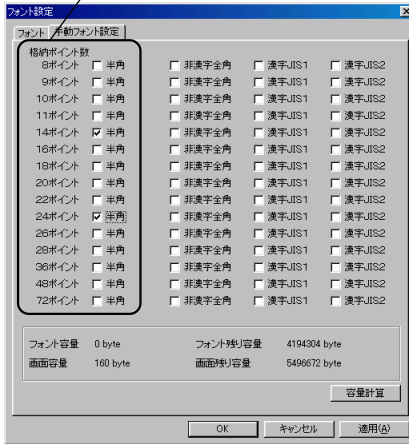 フォント設定
フォント 手動フォント設定
格納ポイント数
8ポイント 半角 非漢字全角 漢字JIS1 漢字JIS2
9ポイント 半角 非漢字全角 漢字JIS1 漢字JIS2
10ポイント 半角 非漢字全角 漢字JIS1 漢字JIS2
11ポイント 半角 非漢字全角 漢字JIS1 漢字JIS2
14ポイント 半角 非漢字全角 漢字JIS1 漢字JIS2
16ポイント 半角 非漢字全角 漢字JIS1 漢字JIS2
18ポイント 半角 非漢字全角 漢字JIS1 漢字JIS2
20ポイント 半角 非漢字全角 漢字JIS1 漢字JIS2
22ポイント 半角 非漢字全角 漢字JIS1 漢字JIS2
24ポイント 半角 非漢字全角 漢字JIS1 漢字JIS2
26ポイント 半角 非漢字全角 漢字JIS1 漢字JIS2
28ポイント 半角 非漢字全角 漢字JIS1 漢字JIS2
36ポイント 半角 非漢字全角 漢字JIS1 漢字JIS2
48ポイント 半角 非漢字全角 漢字JIS1 漢字JIS2
72ポイント 半角 非漢字全角 漢字JIS1 漢字JIS2
フォント容量 0 byte フォント残り容量 4194304 byte
画面容量 160 byte 画面残り容量 5496672 byte
容量計算
OK キャンセル 適用(A)